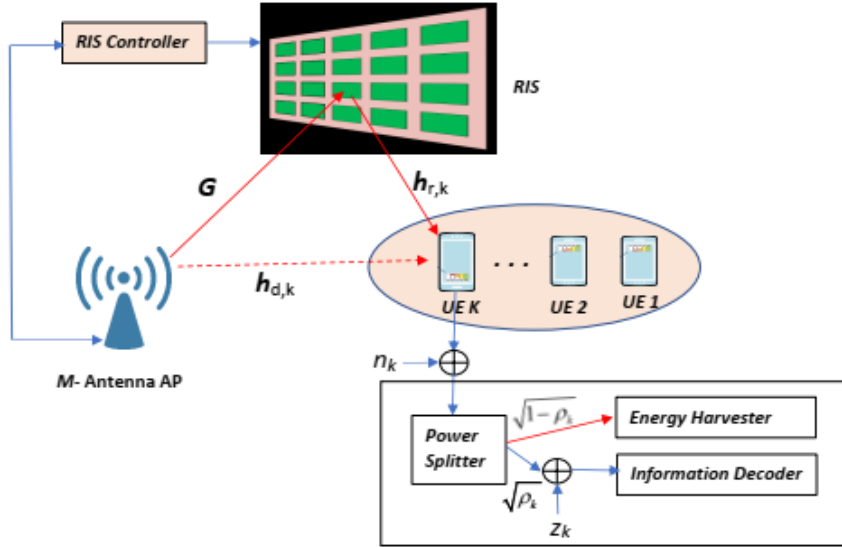 RIS Controller
RIS
G
h_r,k
h_d,k
. . .
UE K
UE 2
UE 1
M- Antenna AP
n_k
√1-ρ_k
Energy Harvester
Power
Splitter
√ρ_k
Information Decoder
z_k